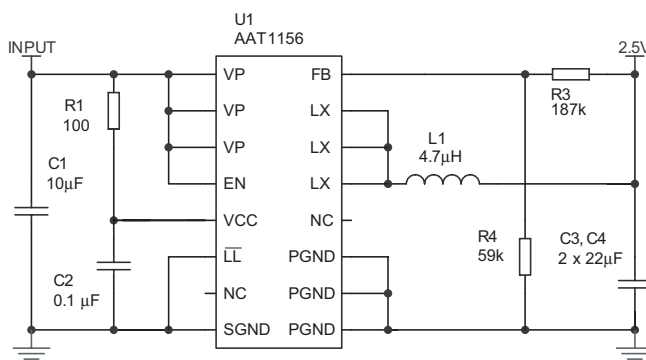 U1
AAT1156
INPUT
2.5V
VP
FB
R1
100
R3
187k
VP
LX
L1
4.7µH
VP
LX
C1
10µF
EN
LX
VCC
NC
R4
59k
C3, C4
2 x 22µF
LL
PGND
C2
0.1 µF
NC
PGND
SGND
PGND